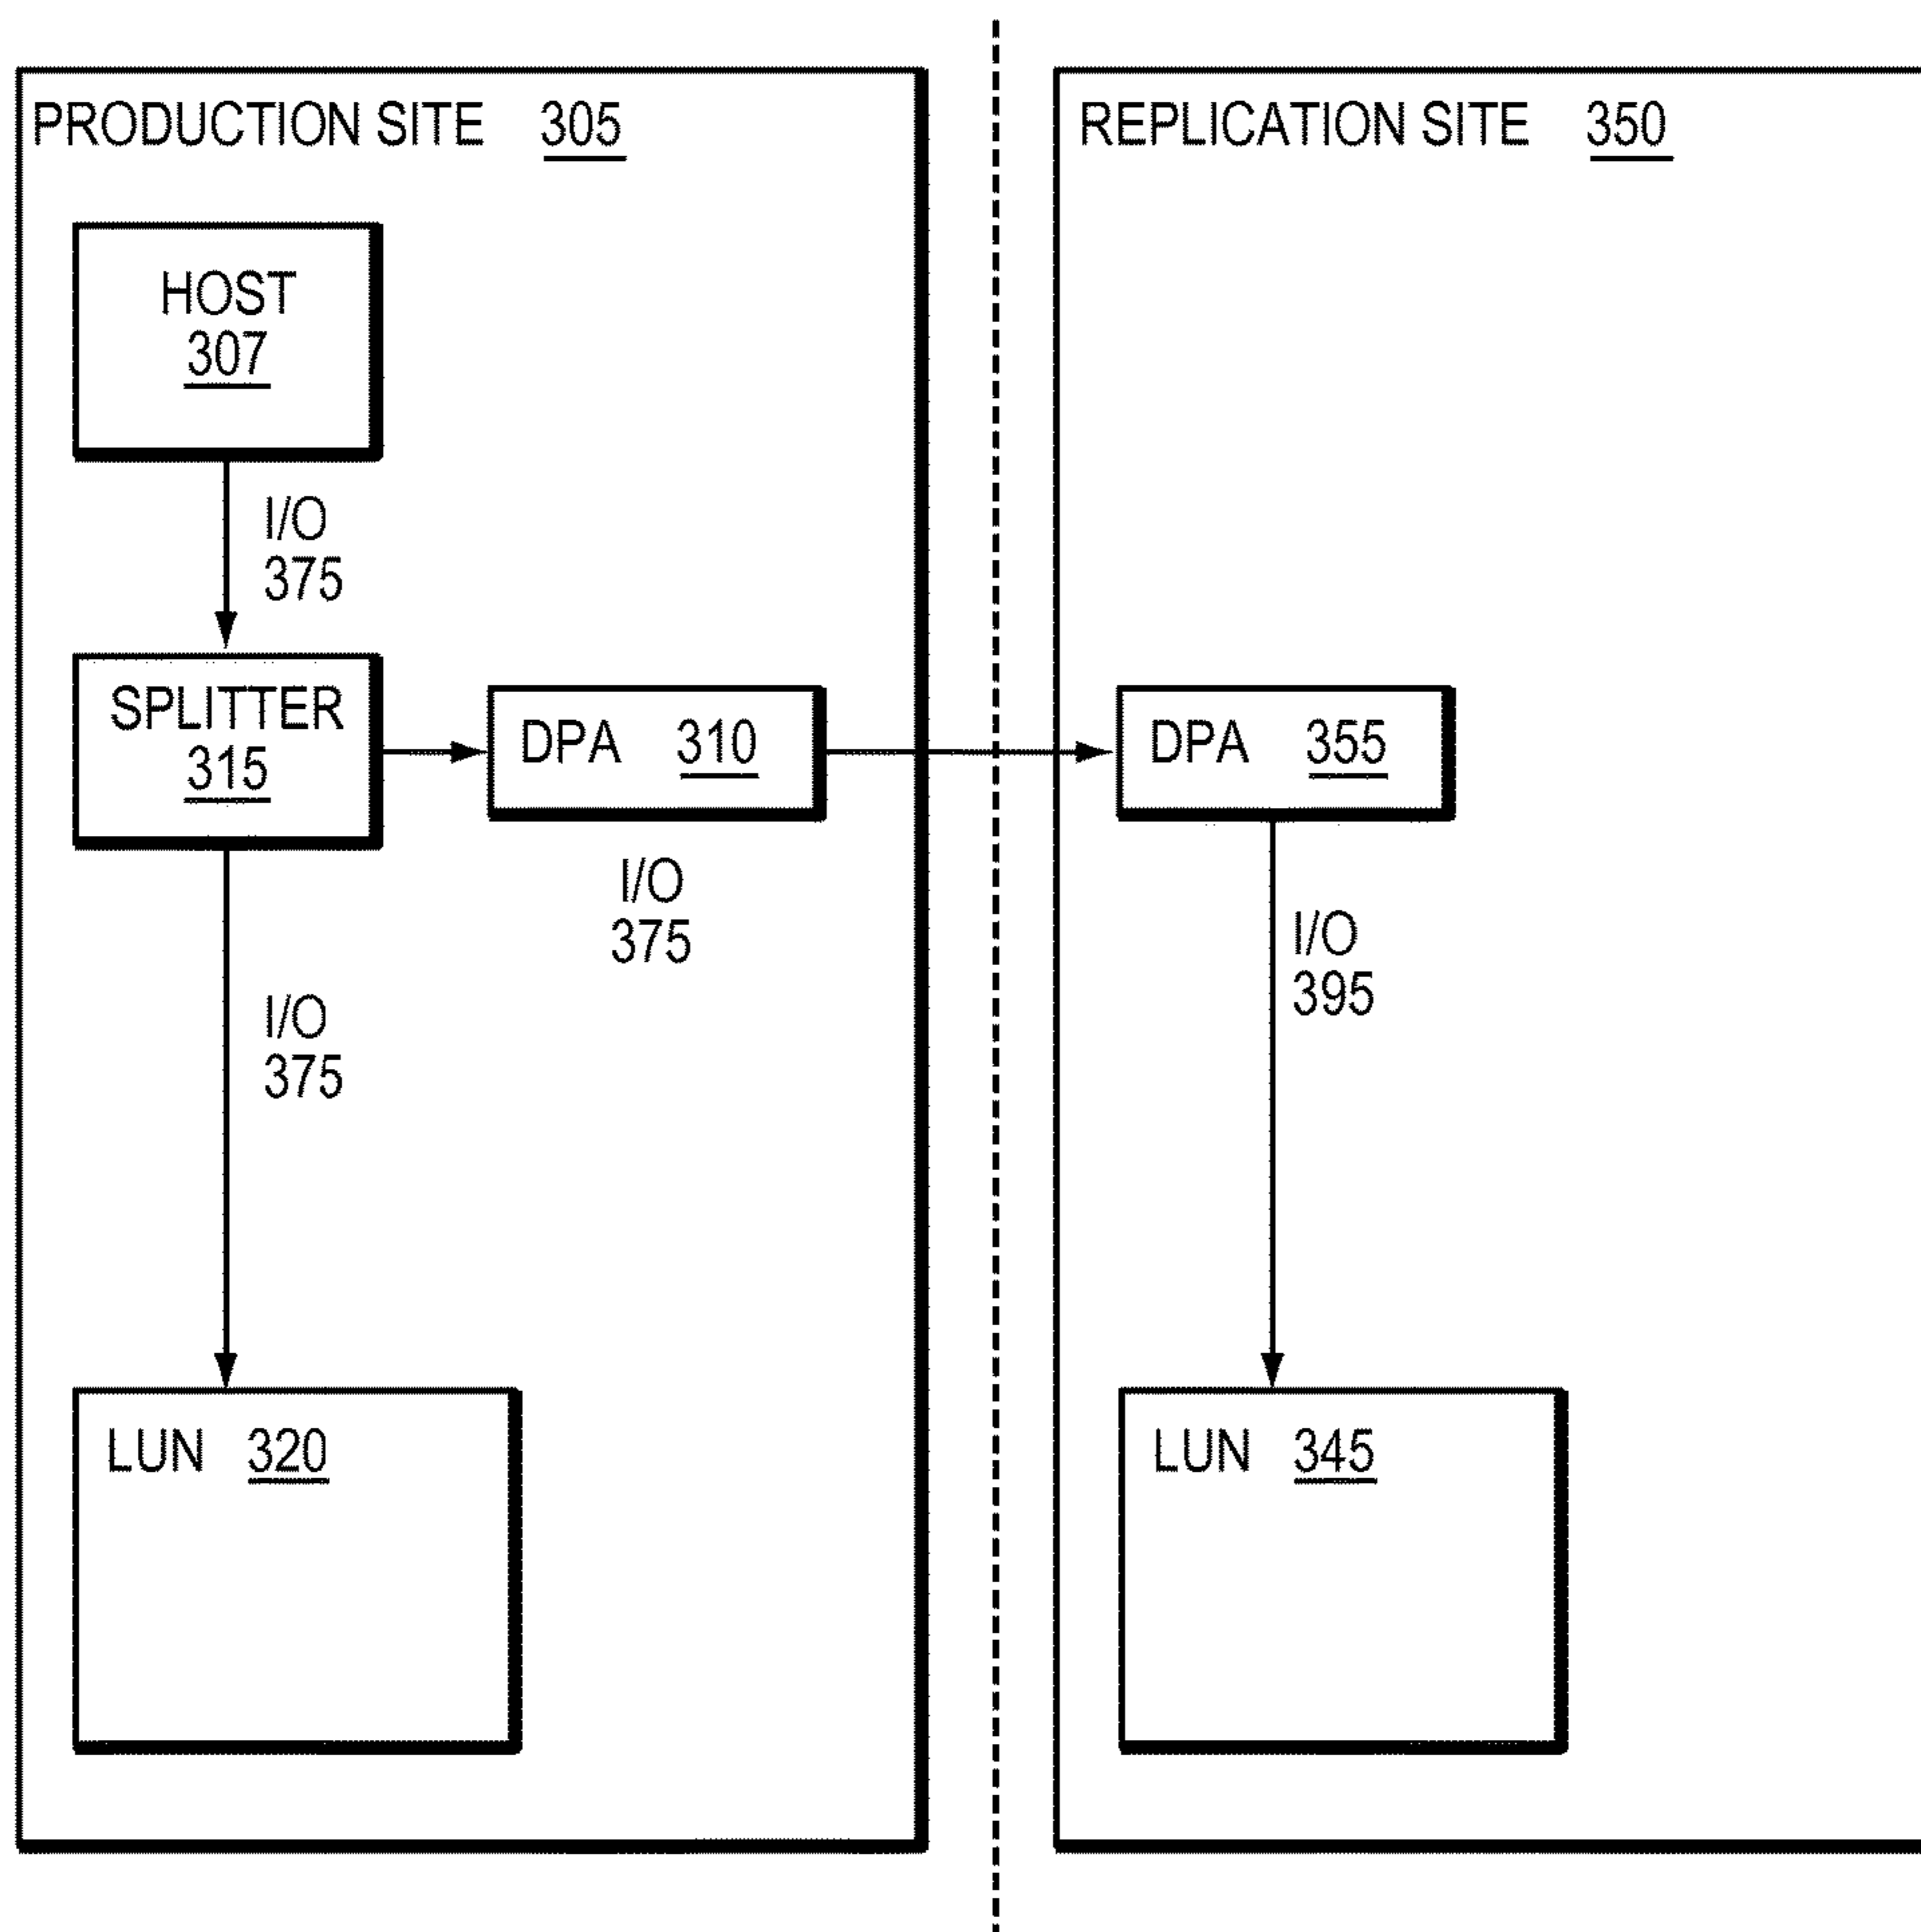 PRODUCTION SITE 305
HOST
307
I/O
375
SPLITTER
315
DPA 310
I/O
375
I/O
375
LUN 320
REPLICATION SITE 350
DPA 355
I/O
395
LUN 345